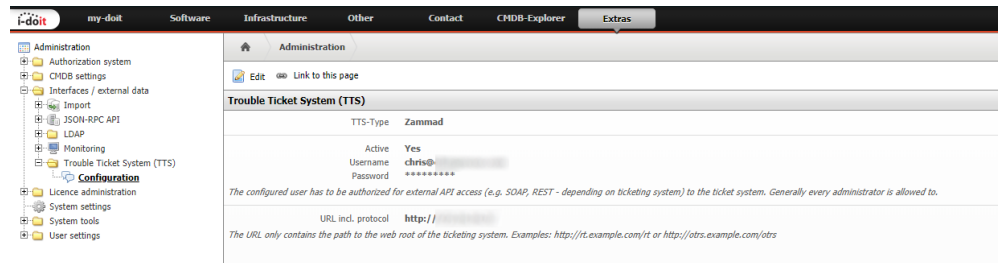 i-doit my-doit Software Infrastructure Other Contact CMDB-Explorer Extras
Administration
Authorization system
CMDB settings
Interfaces / external data
Import
JSON-RPC API
LDAP
Monitoring
Trouble Ticket System (TTS)
Configuration
Licence administration
System settings
System tools
User settings
Administration
Edit Link to this page
Trouble Ticket System (TTS)
TTS-Type Zammad
Active Yes
Username chris@
Password *********
The configured user has to be authorized for external API access (e.g. SOAP, REST - depending on ticketing system) to the ticket system. Generally every administrator is allowed to.
URL incl. protocol http://
The URL only contains the path to the web root of the ticketing system. Examples: http://rt.example.com/rt or http://otrs.example.com/otrs